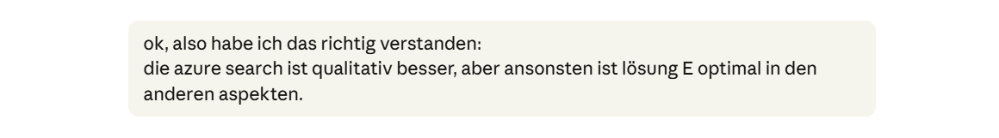 ok, also habe ich das richtig verstanden:
die azure search ist qualitativ besser, aber ansonsten ist lösung E optimal in den
anderen aspekten.